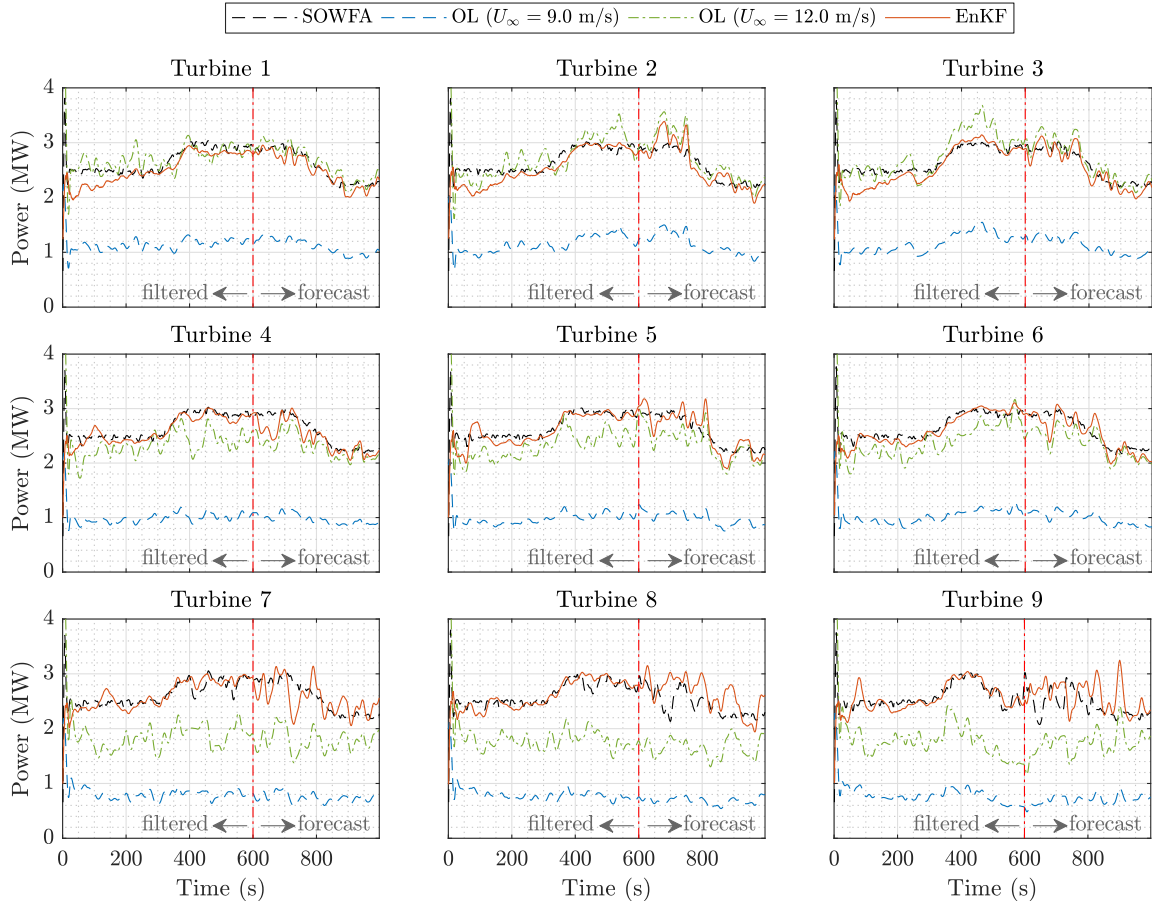 SOWFA OL (U∞ = 9.0 m/s) OL (U∞ = 12.0 m/s) EnKF
Turbine 1 Turbine 2 Turbine 3
Power (MW)
4
3
2
1
0
filtered forecast filtered forecast filtered forecast
Turbine 4 Turbine 5 Turbine 6
Power (MW)
4
3
2
1
0
filtered forecast filtered forecast filtered forecast
Turbine 7 Turbine 8 Turbine 9
Power (MW)
4
3
2
1
0
filtered forecast filtered forecast filtered forecast
0 200 400 600 800 0 200 400 600 800 0 200 400 600 800
Time (s) Time (s) Time (s)